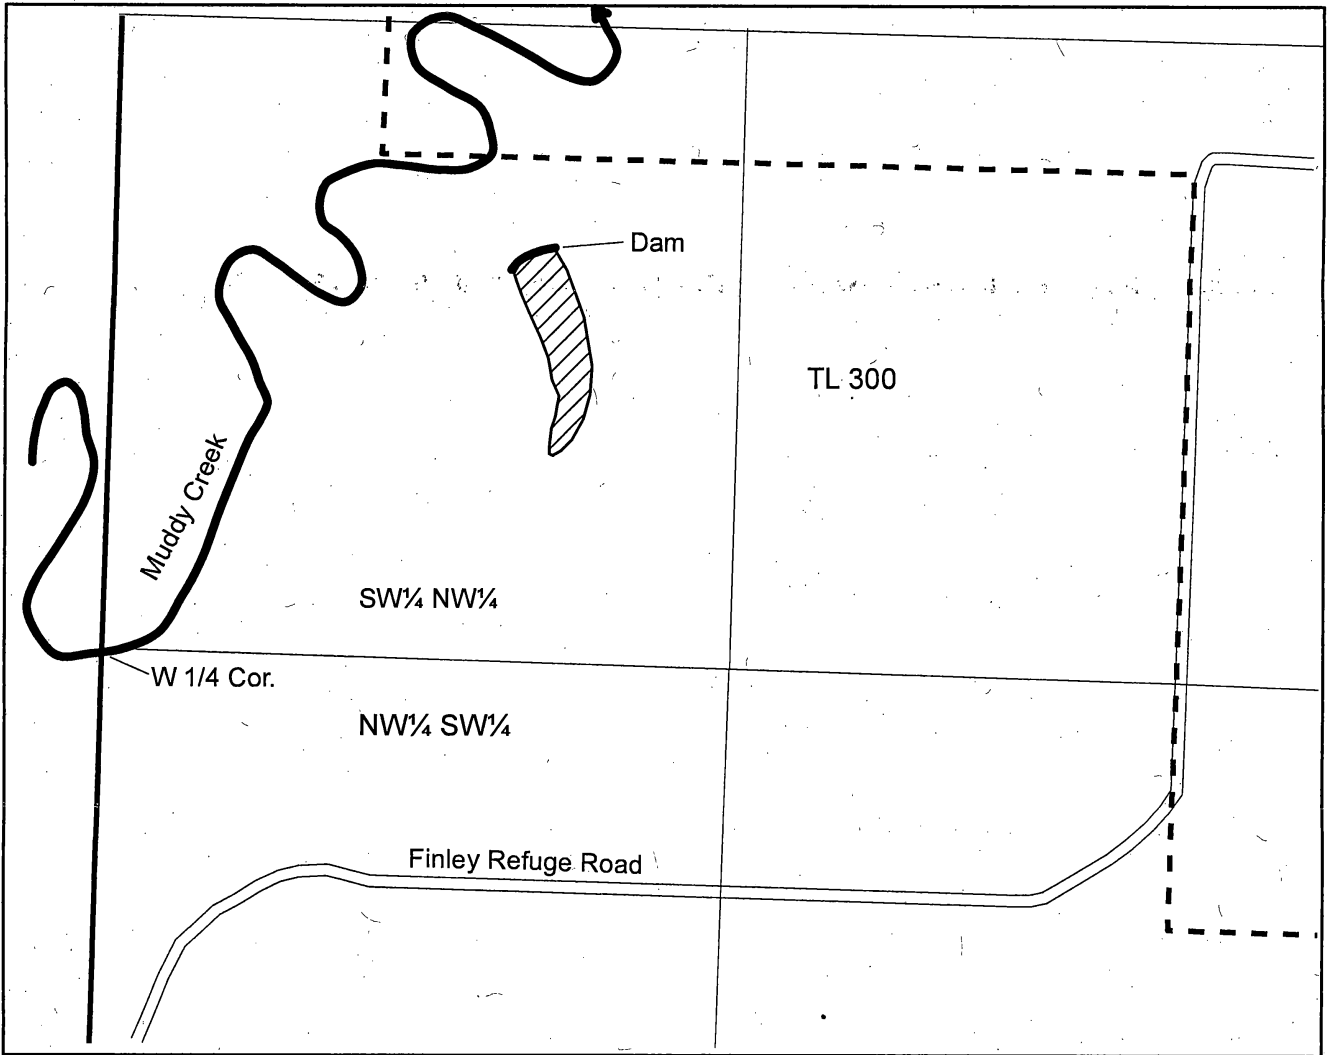 Dam
TL 300
Muddy Creek
SW¼ NW¼
W 1/4 Cor.
NW¼ SW¼
Finley Refuge Road